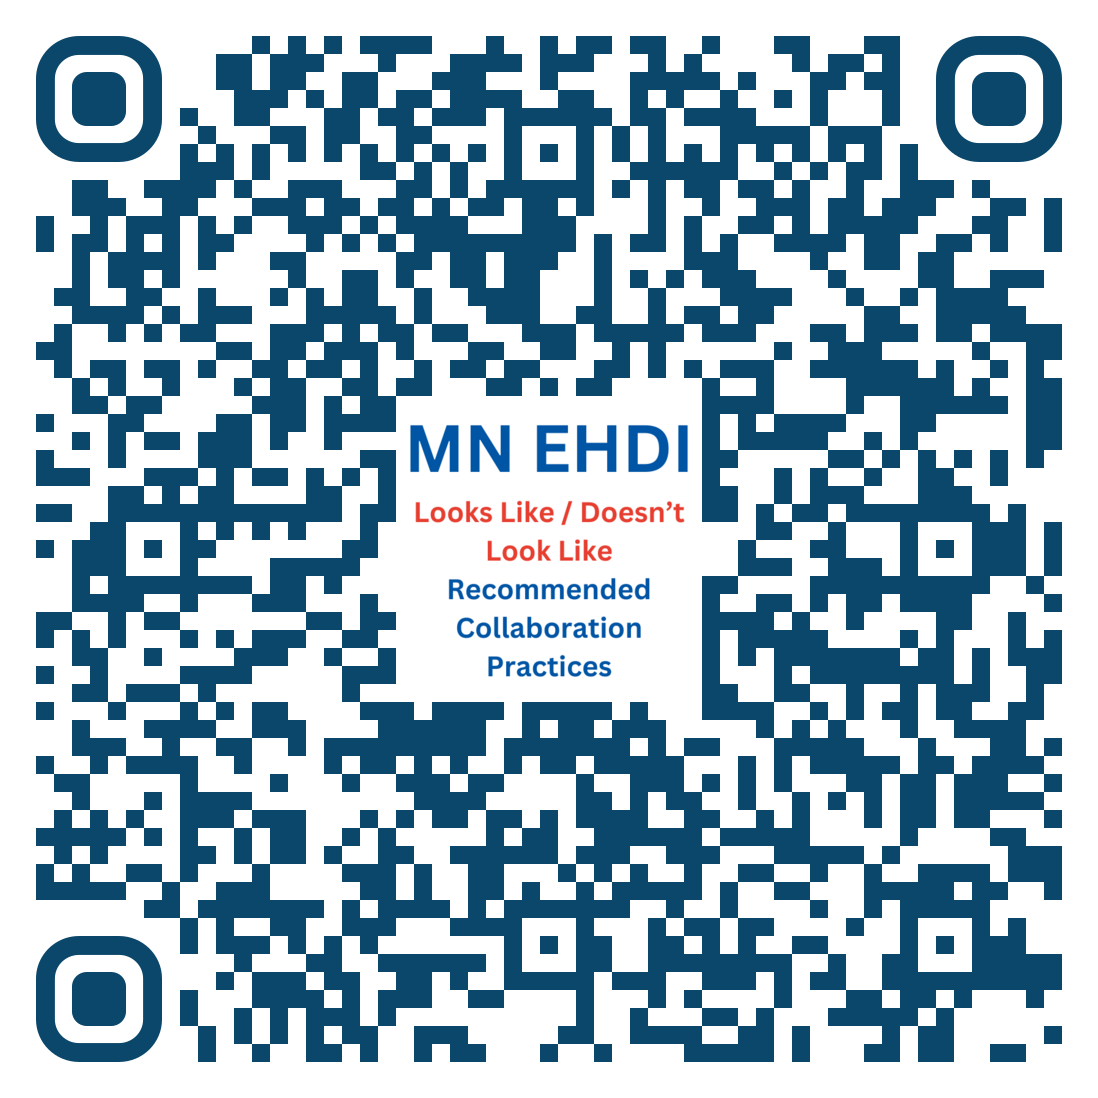 MN EHDI
Looks Like / Doesn’t
Look Like
Recommended
Collaboration
Practices